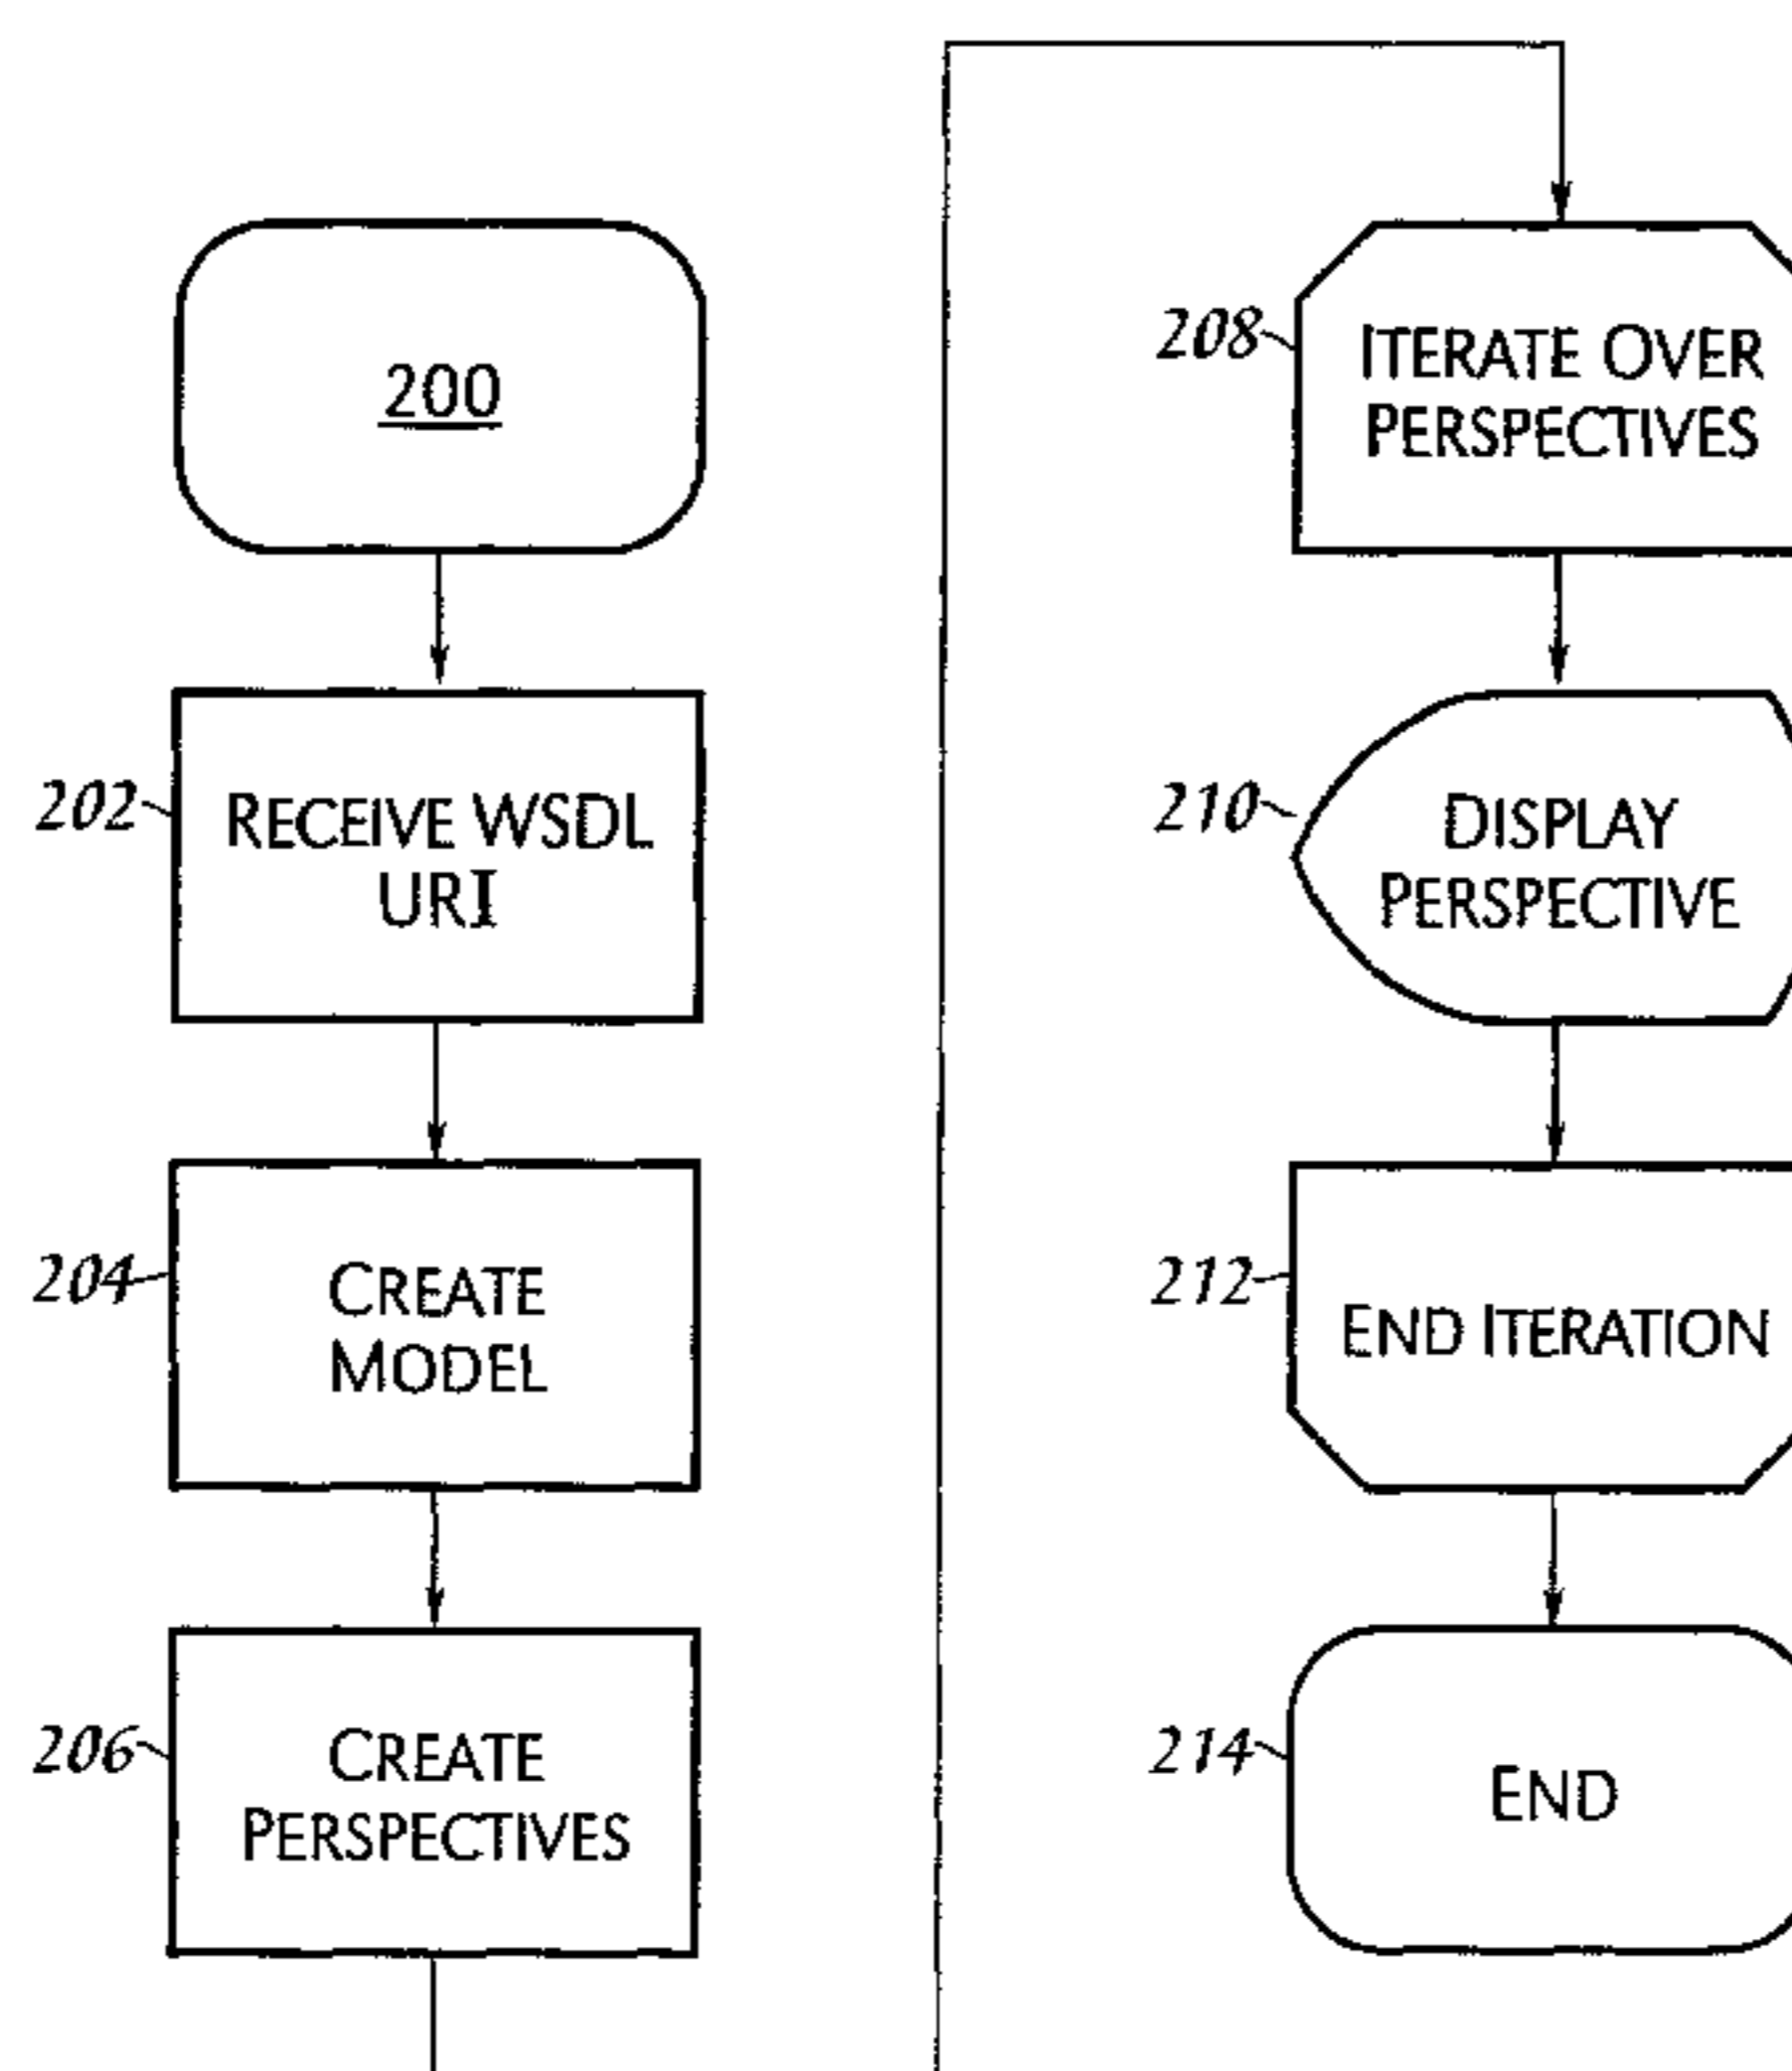 200
202
RECEIVE WSDL
URI
204
CREATE
MODEL
206
CREATE
PERSPECTIVES
208
ITERATE OVER
PERSPECTIVES
210
DISPLAY
PERSPECTIVE
212
END ITERATION
214
END